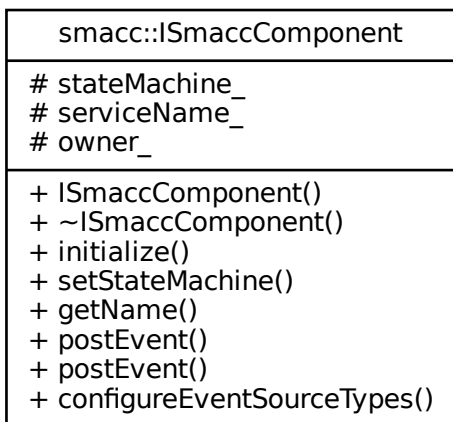 smacc::ISmaccComponent
# stateMachine_
# serviceName_
# owner_
+ ISmaccComponent()
+ ~ISmaccComponent()
+ initialize()
+ setStateMachine()
+ getName()
+ postEvent()
+ postEvent()
+ configureEventSourceTypes()